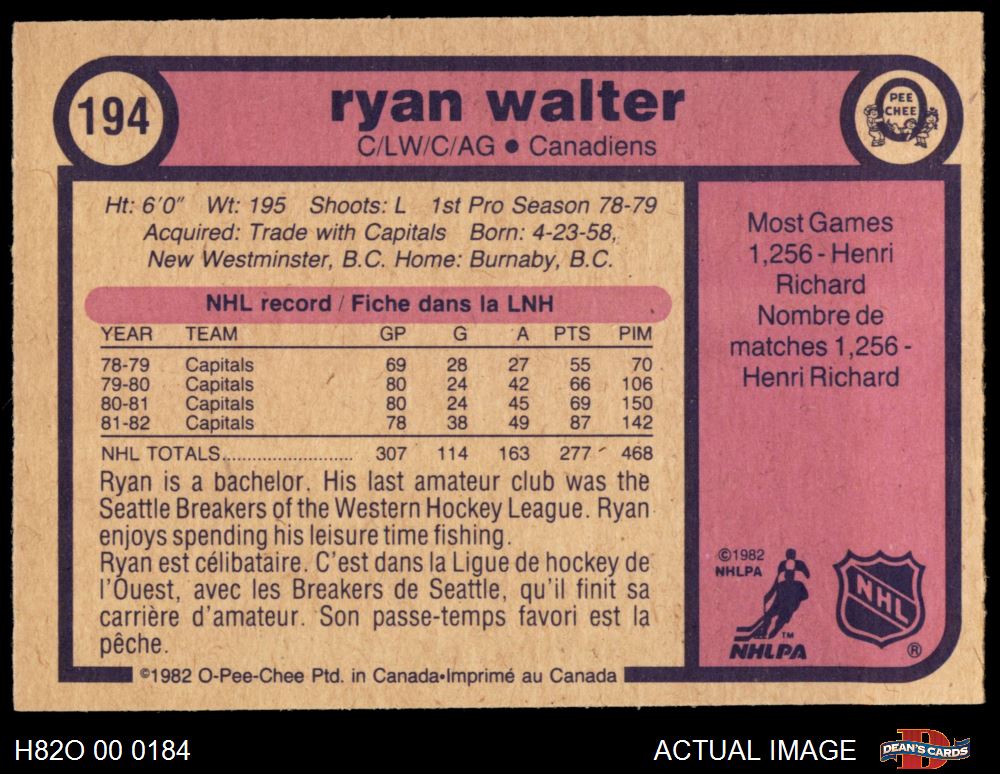 194
ryan walter
C/LW/C/AG • Canadiens
O
PEE
CHEE
Ht: 6'0" Wt: 195 Shoots: L 1st Pro Season 78-79
Acquired: Trade with Capitals Born: 4-23-58,
New Westminster, B.C. Home: Burnaby, B.C.
NHL record / Fiche dans la LNH
YEAR TEAM GP G A PTS PIM
78-79 Capitals 69 28 27 55 70
79-80 Capitals 80 24 42 66 106
80-81 Capitals 80 24 45 69 150
81-82 Capitals 78 38 49 87 142
NHL TOTALS........................ 307 114 163 277 468
Ryan is a bachelor. His last amateur club was the
Seattle Breakers of the Western Hockey League. Ryan
enjoys spending his leisure time fishing.
Ryan est célibataire. C'est dans la Ligue de hockey de
l'Ouest, avec les Breakers de Seattle, qu'il finit sa
carrière d'amateur. Son passe-temps favori est la
pêche.
Most Games
1,256 - Henri
Richard
Nombre de
matches 1,256 -
Henri Richard
©1982
NHLPA
TM
NHLPA
NHL
®
©1982 O-Pee-Chee Ptd. in Canada•Imprimé au Canada
H82O 00 0184
ACTUAL IMAGE
DEAN'S CARDS